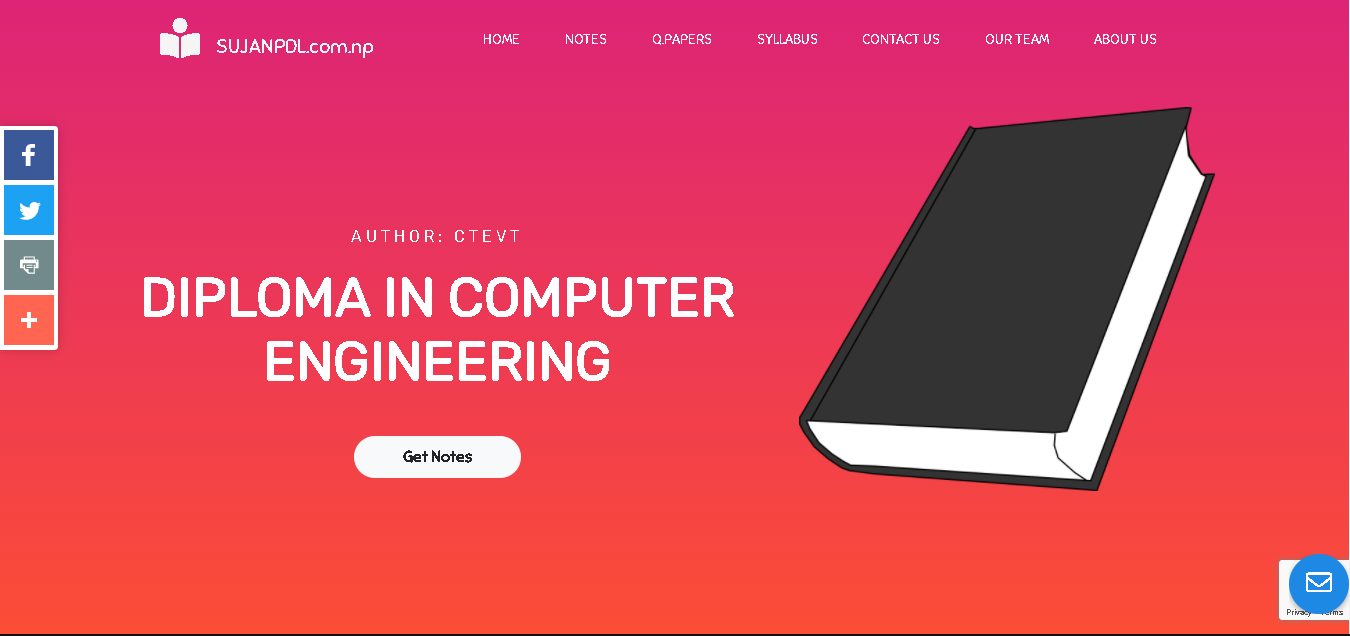 SUJANPDL.com.np
HOME NOTES Q.PAPERS SYLLABUS CONTACT US OUR TEAM ABOUT US
AUTHOR: CTEVT
DIPLOMA IN COMPUTER
ENGINEERING
Get Notes
Privacy Terms